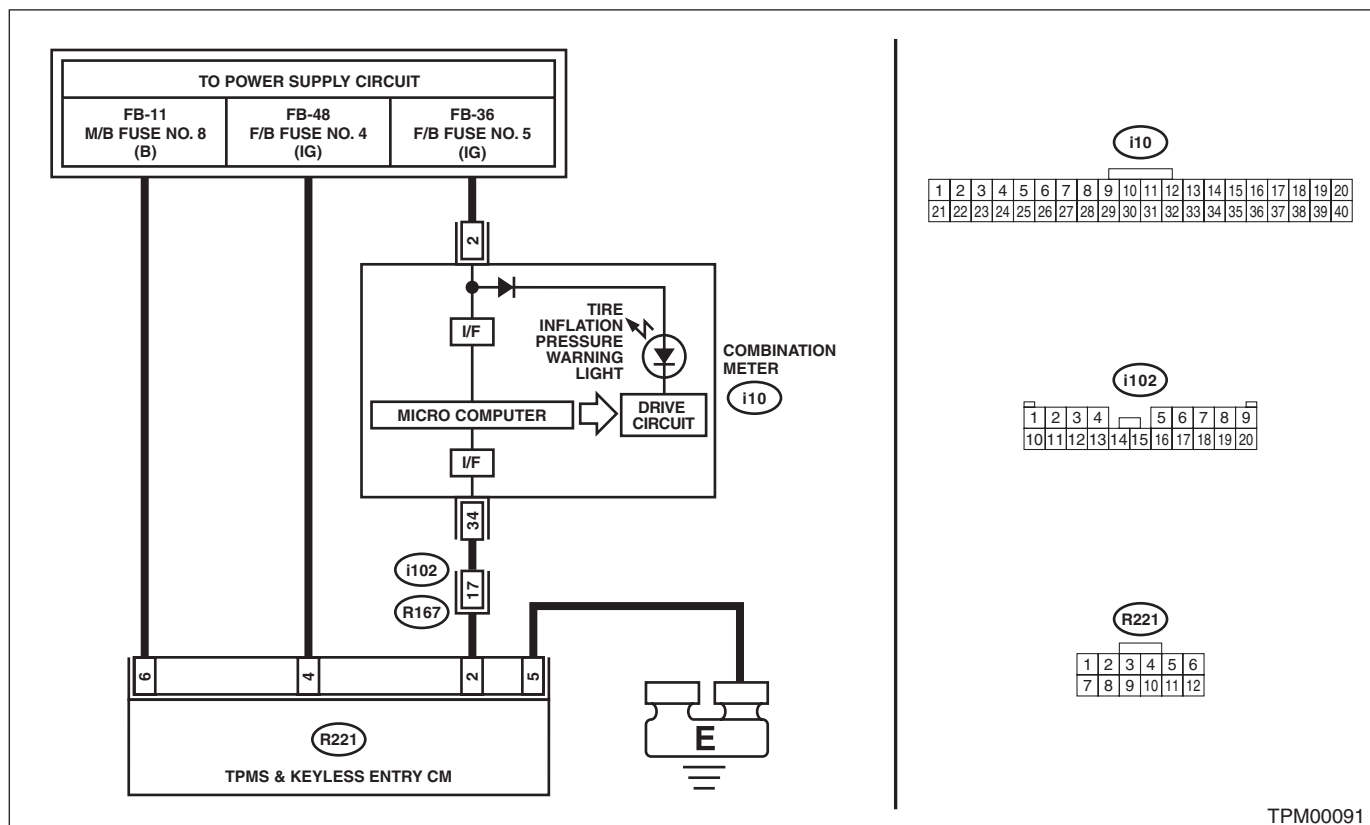 TO POWER SUPPLY CIRCUIT
FB-11
M/B FUSE NO. 8
(B)
FB-48
F/B FUSE NO. 4
(IG)
FB-36
F/B FUSE NO. 5
(IG)
2
I/F
TIRE
INFLATION
PRESSURE
WARNING
LIGHT
COMBINATION
METER
i10
MICRO COMPUTER
DRIVE
CIRCUIT
I/F
34
i102
17
R167
6
4
2
5
R221
TPMS & KEYLESS ENTRY CM
E
i10
1 2 3 4 5 6 7 8 9 10 11 12 13 14 15 16 17 18 19 20
21 22 23 24 25 26 27 28 29 30 31 32 33 34 35 36 37 38 39 40
i102
1 2 3 4 5 6 7 8 9
10 11 12 13 14 15 16 17 18 19 20
R221
1 2 3 4 5 6
7 8 9 10 11 12
TPM00091